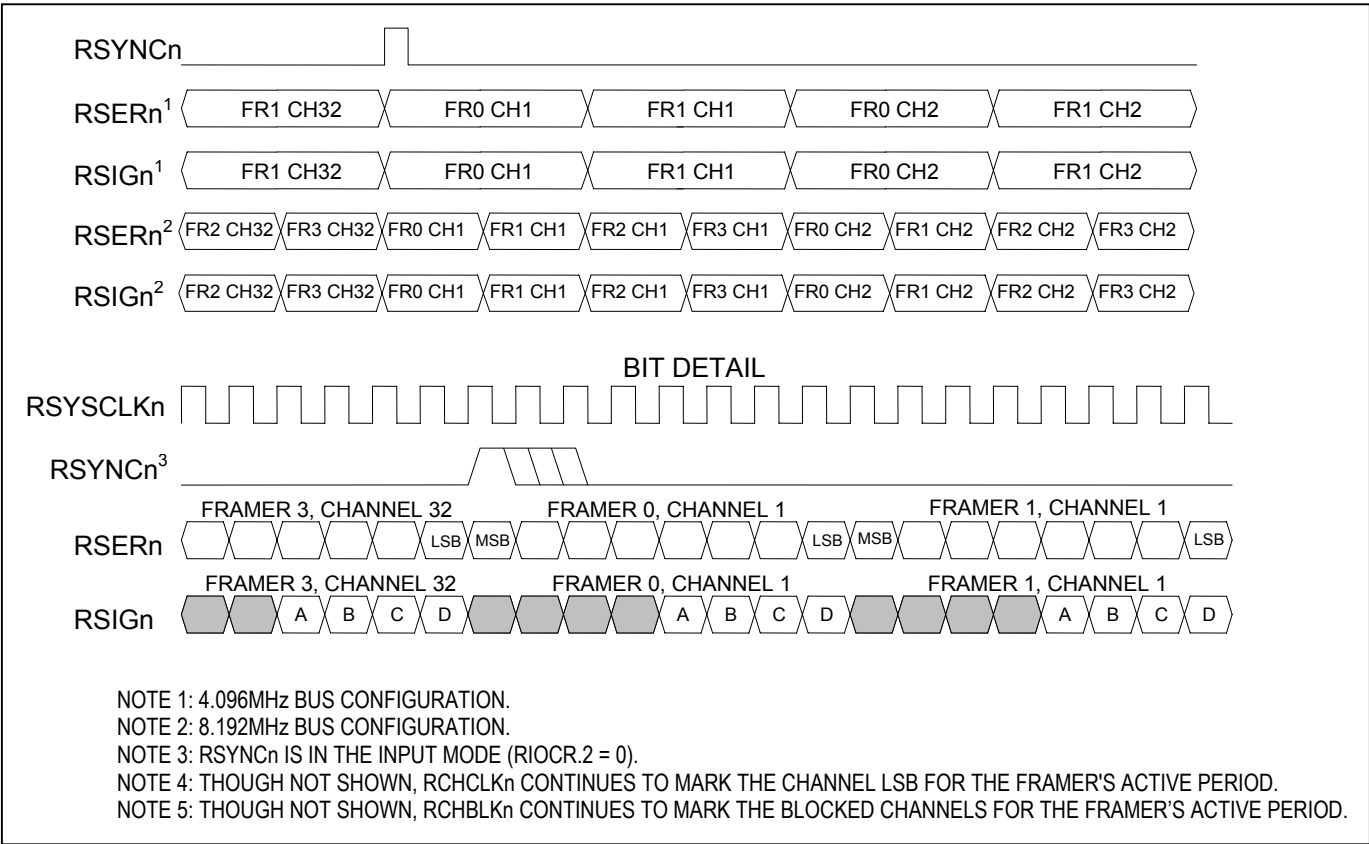 RSYNCn
RSERn1 FR1 CH32 FR0 CH1 FR1 CH1 FR0 CH2 FR1 CH2
RSIGn1 FR1 CH32 FR0 CH1 FR1 CH1 FR0 CH2 FR1 CH2
RSERn2 FR2 CH32 FR3 CH32 FR0 CH1 FR1 CH1 FR2 CH1 FR3 CH1 FR0 CH2 FR1 CH2 FR2 CH2 FR3 CH2
RSIGn2 FR2 CH32 FR3 CH32 FR0 CH1 FR1 CH1 FR2 CH1 FR3 CH1 FR0 CH2 FR1 CH2 FR2 CH2 FR3 CH2
BIT DETAIL
RSYSCLKn
RSYNCn3
FRAMER 3, CHANNEL 32 FRAMER 0, CHANNEL 1 FRAMER 1, CHANNEL 1
RSERn LSB MSB LSB MSB LSB
FRAMER 3, CHANNEL 32 FRAMER 0, CHANNEL 1 FRAMER 1, CHANNEL 1
RSIGn A B C D A B C D A B C D
NOTE 1: 4.096MHz BUS CONFIGURATION.
NOTE 2: 8.192MHz BUS CONFIGURATION.
NOTE 3: RSYNCn IS IN THE INPUT MODE (RIOCR.2 = 0).
NOTE 4: THOUGH NOT SHOWN, RCHCLKn CONTINUES TO MARK THE CHANNEL LSB FOR THE FRAMER'S ACTIVE PERIOD.
NOTE 5: THOUGH NOT SHOWN, RCHBLKn CONTINUES TO MARK THE BLOCKED CHANNELS FOR THE FRAMER’S ACTIVE PERIOD.